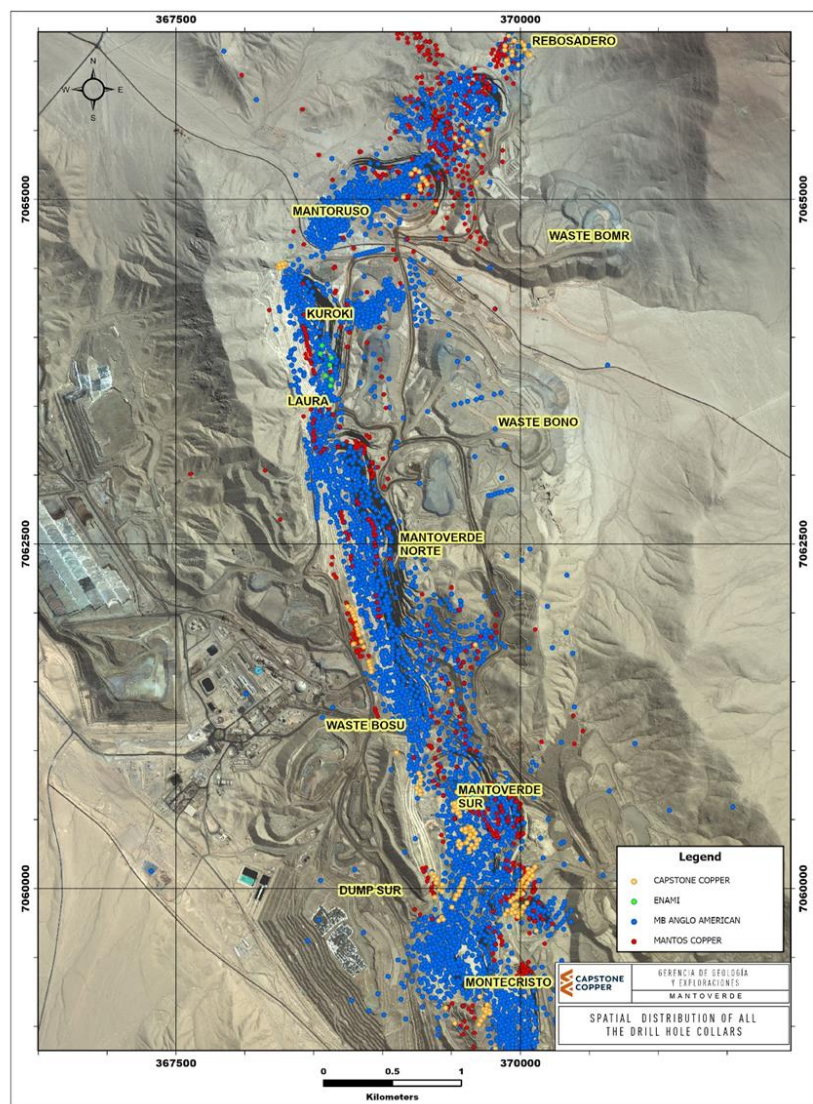 367500
370000
REBOSADERO
N
W
E
S
7065000
7065000
MANTORUSO
WASTE BOMR
KUROKI
LAURA
WASTE BONO
7062500
7062500
MANTOVERDE
NORTE
WASTE BOSU
MANTOVERDE
SUR
7060000
7060000
DUMP SUR
MONTECRISTO
Legend
CAPSTONE COPPER
ENAMI
MB ANGLO AMERICAN
MANTOS COPPER
CAPSTONE
COPPER
GERENCIA DE GEOLOGÍA
Y EXPLORACIONES
MANTOVERDE
SPATIAL DISTRIBUTION OF ALL
THE DRILL HOLE COLLARS
367500
370000
0 0.5 1
Kilometers